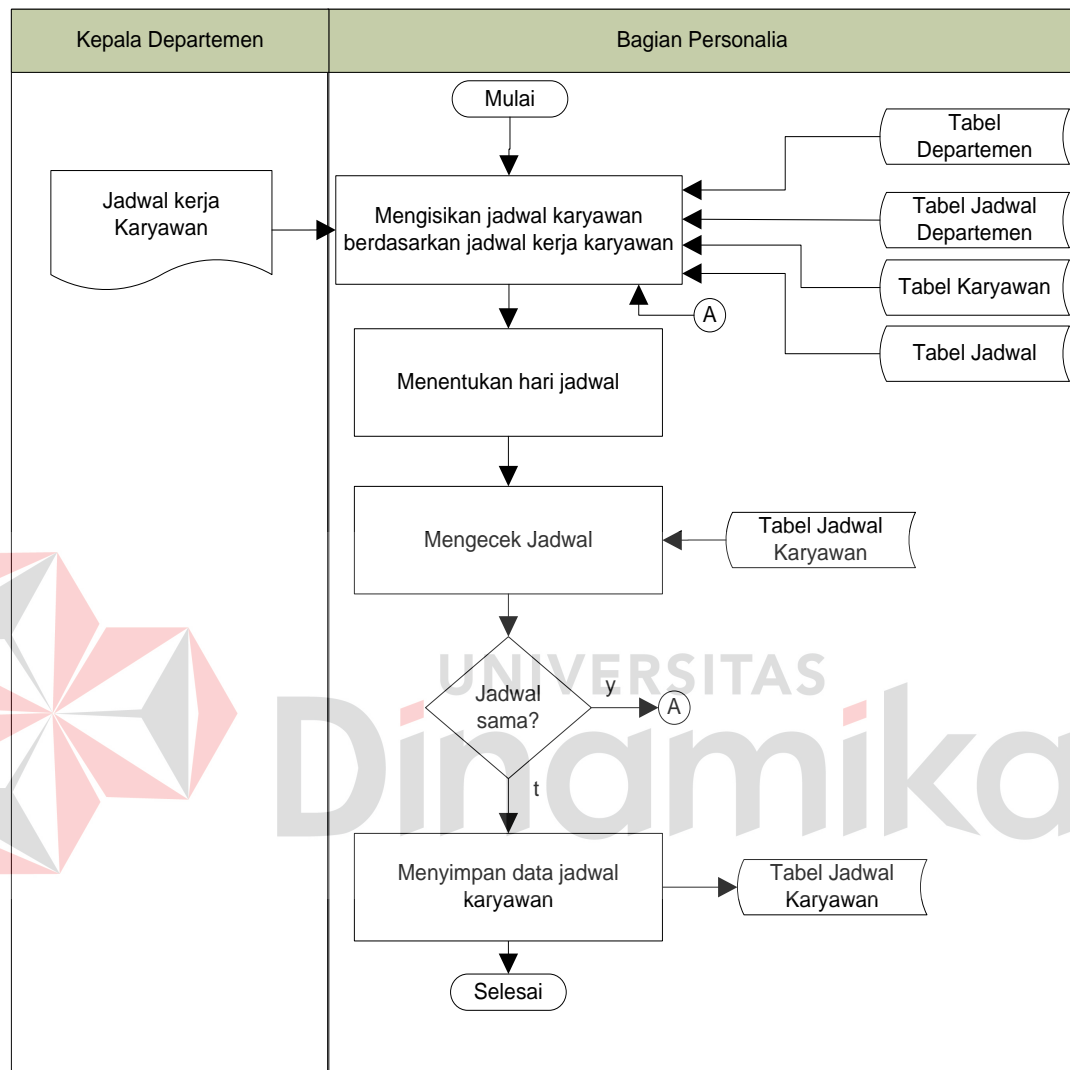 Kepala Departemen
Bagian Personalia
Mulai
Tabel
Departemen
Jadwal kerja
Karyawan
Mengisikan jadwal karyawan
berdasarkan jadwal kerja karyawan
Tabel Jadwal
Departemen
Tabel Karyawan
A
Tabel Jadwal
Menentukan hari jadwal
Mengecek Jadwal
Tabel Jadwal
Karyawan
UNIVERSITAS
Dinamika
Jadwal
sama?
y
A
t
Menyimpan data jadwal
karyawan
Tabel Jadwal
Karyawan
Selesai